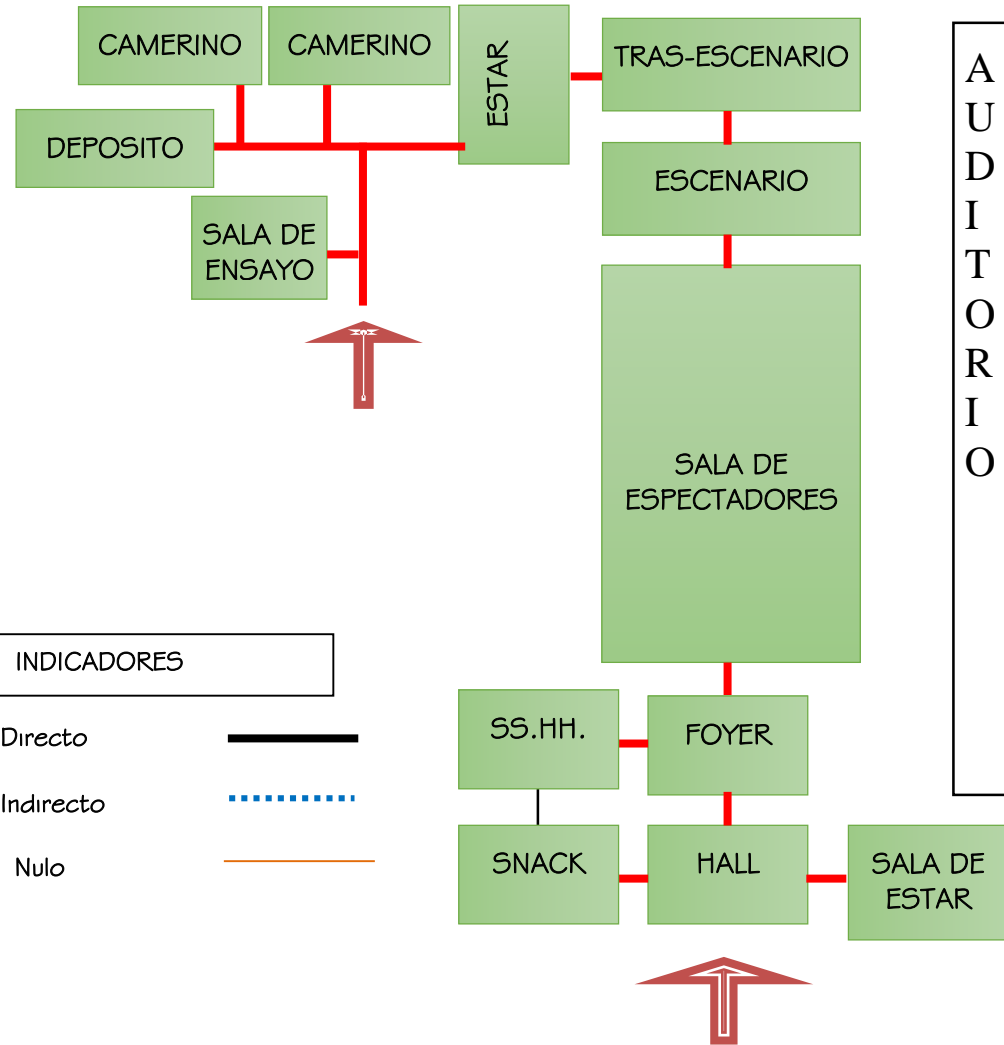 CAMERINO
CAMERINO
ESTAR
TRAS-ESCENARIO
DEPOSITO
ESCENARIO
SALA DE
ENSAYO
SALA DE
ESPECTADORES
A
U
D
I
T
O
R
I
O
INDICADORES
Directo
Indirecto
Nulo
SS.HH.
FOYER
SNACK
HALL
SALA DE
ESTAR